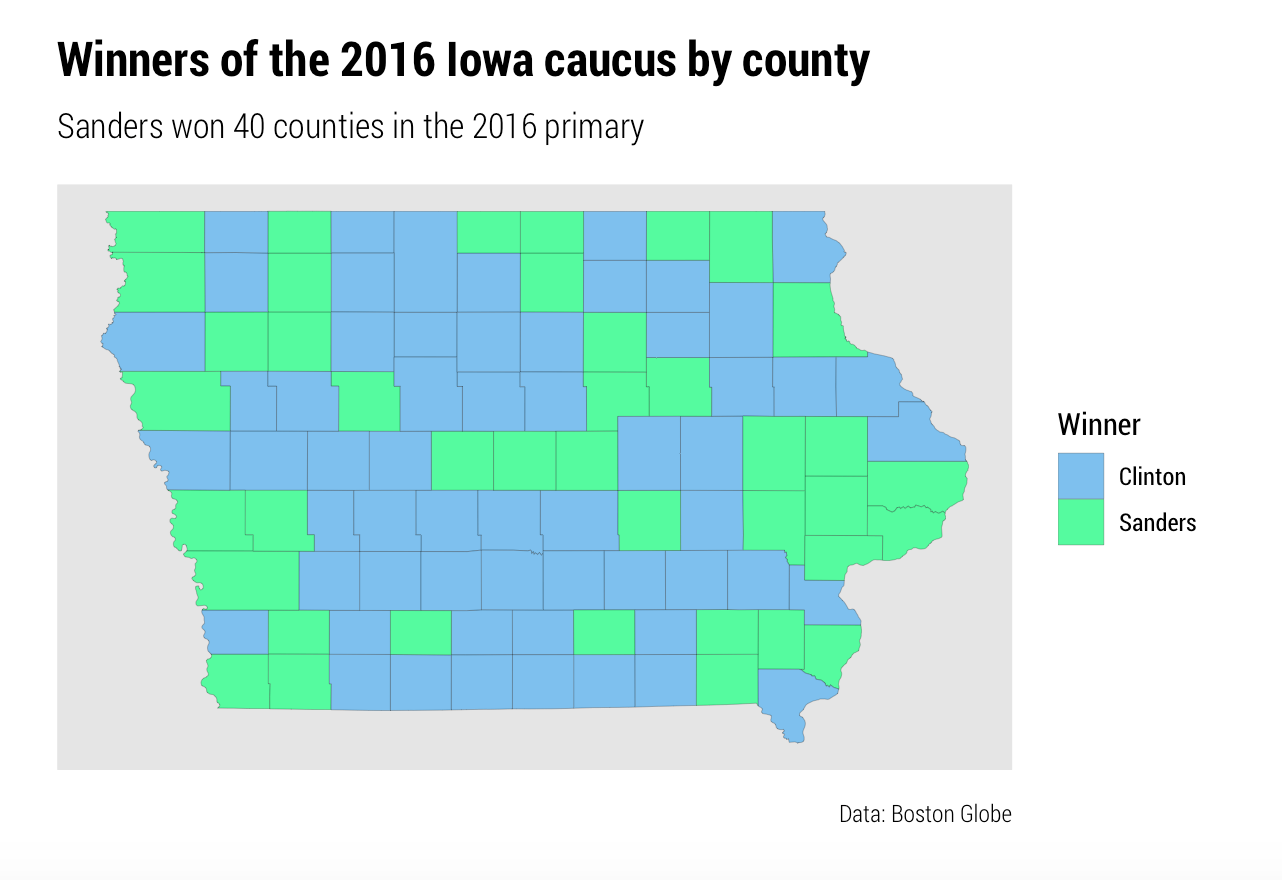 Winners of the 2016 Iowa caucus by county
Sanders won 40 counties in the 2016 primary
Winner
Clinton
Sanders
Data: Boston Globe